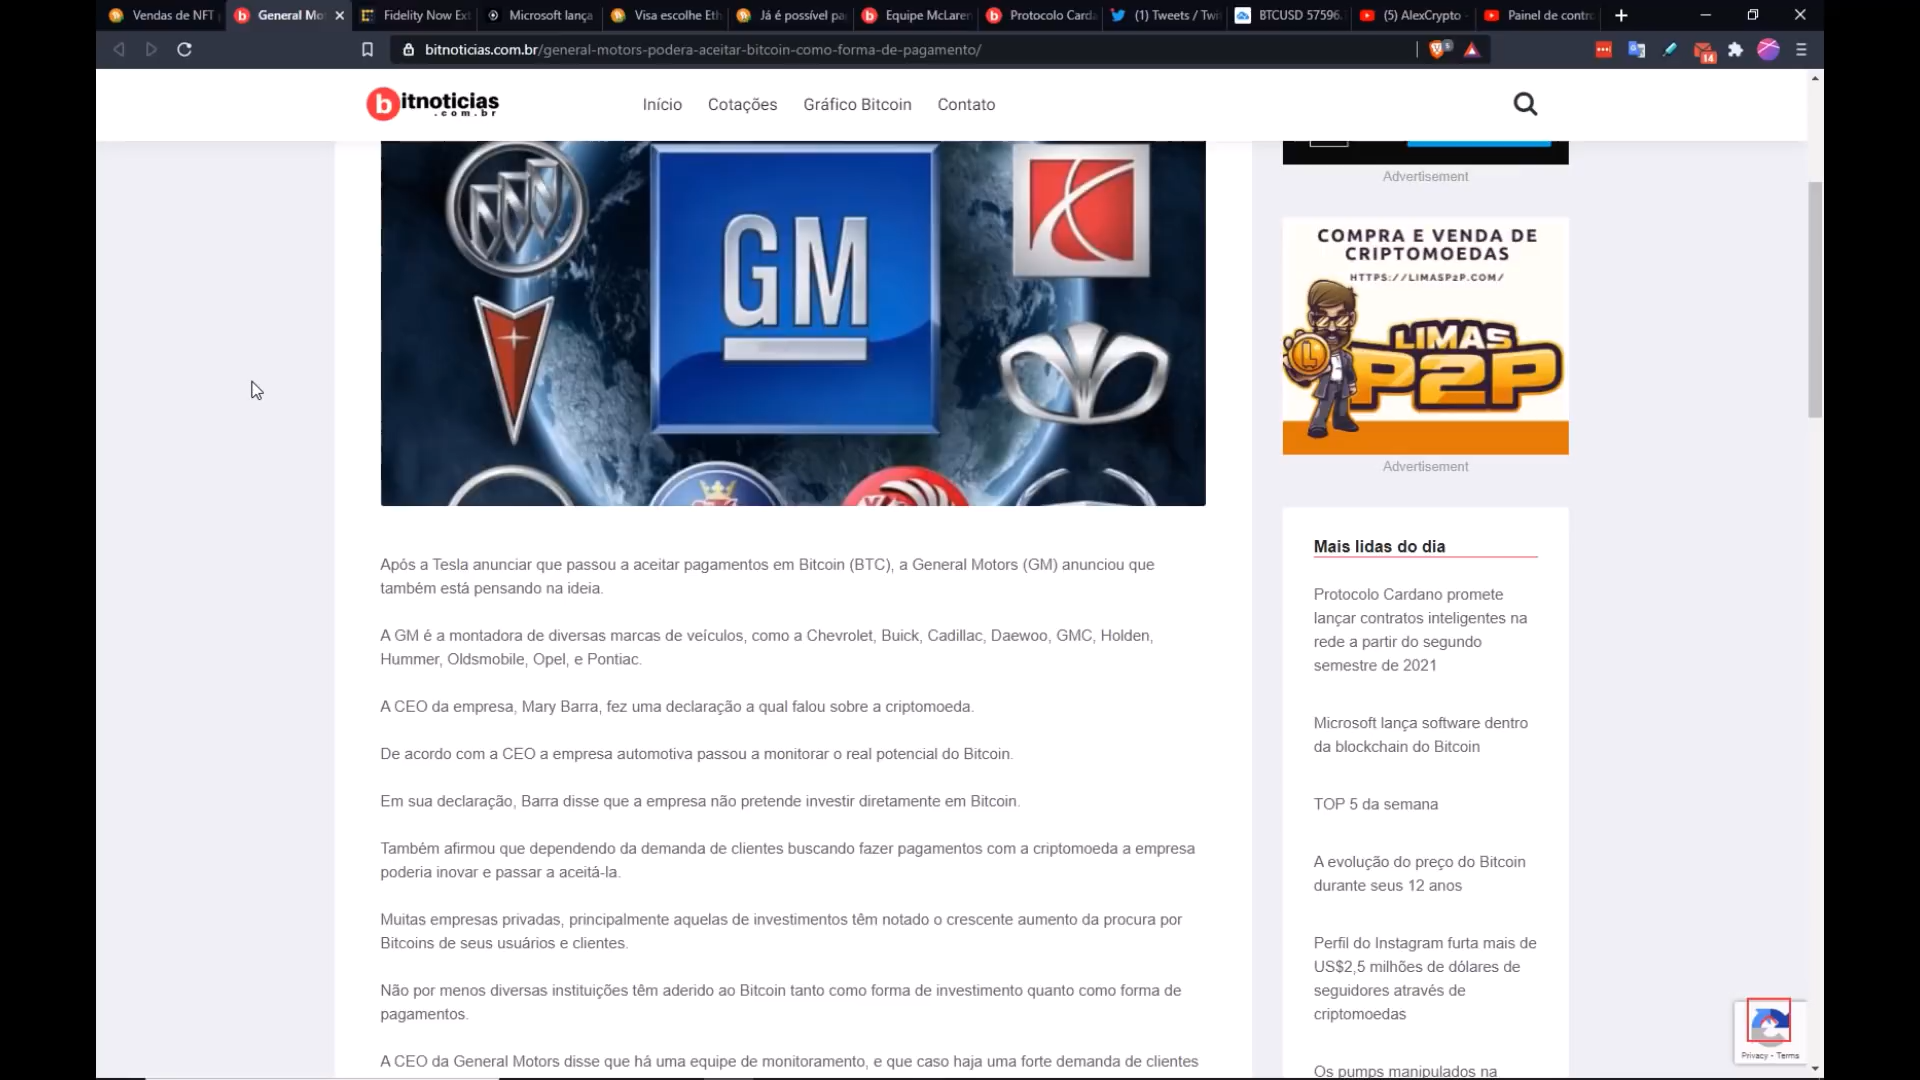 Vendas de NFT
General Mo
Fidelity Now Ext
Microsoft lança
Visa escolhe Eth
Já é possível pa
Equipe McLaren
Protocolo Carda
(1) Tweets / Twi
BTCUSD 57596.
(5) AlexCrypto -
Painel de contro
bitnoticias.com.br/general-motors-podera-aceitar-bitcoin-como-forma-de-pagamento/
14
bitnoticias
.com.br
Início
Cotações
Gráfico Bitcoin
Contato
GM
Após a Tesla anunciar que passou a aceitar pagamentos em Bitcoin (BTC), a General Motors (GM) anunciou que
também está pensando na ideia.
A GM é a montadora de diversas marcas de veículos, como a Chevrolet, Buick, Cadillac, Daewoo, GMC, Holden,
Hummer, Oldsmobile, Opel, e Pontiac.
A CEO da empresa, Mary Barra, fez uma declaração a qual falou sobre a criptomoeda.
De acordo com a CEO a empresa automotiva passou a monitorar o real potencial do Bitcoin.
Em sua declaração, Barra disse que a empresa não pretende investir diretamente em Bitcoin.
Também afirmou que dependendo da demanda de clientes buscando fazer pagamentos com a criptomoeda a empresa
poderia inovar e passar a aceitá-la.
Muitas empresas privadas, principalmente aquelas de investimentos têm notado o crescente aumento da procura por
Bitcoins de seus usuários e clientes.
Não por menos diversas instituições têm aderido ao Bitcoin tanto como forma de investimento quanto como forma de
pagamentos.
A CEO da General Motors disse que há uma equipe de monitoramento, e que caso haja uma forte demanda de clientes
Advertisement
COMPRA E VENDA DE
CRIPTOMOEDAS
HTTPS://LIMASP2P.COM/
LIMAS
P2P
L
Advertisement
Mais lidas do dia
Protocolo Cardano promete
lançar contratos inteligentes na
rede a partir do segundo
semestre de 2021
Microsoft lança software dentro
da blockchain do Bitcoin
TOP 5 da semana
A evolução do preço do Bitcoin
durante seus 12 anos
Perfil do Instagram furta mais de
US$2,5 milhões de dólares de
seguidores através de
criptomoedas
Os pumps manipulados na
Privacy - Terms